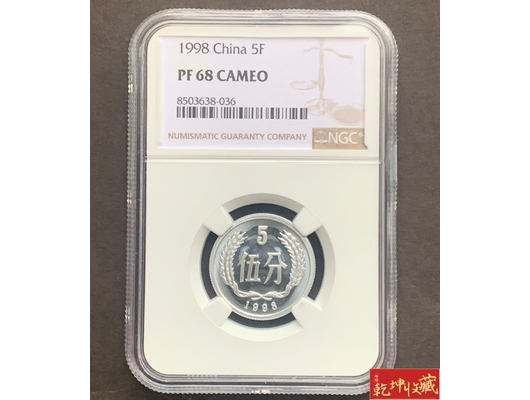 1998 China 5F
PF 68 CAMEO
8503638-036
NUMISMATIC GUARANTY COMPANY
NGC
5
伍分
1998
乾坤收藏